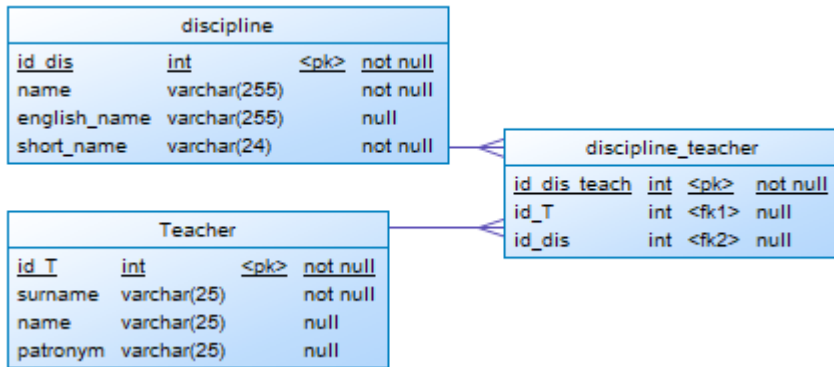 discipline
id_dis int <pk> not null
name varchar(255) not null
english_name varchar(255) null
short_name varchar(24) not null
discipline_teacher
id_dis_teach int <pk> not null
id_T int <fk1> null
id_dis int <fk2> null
Teacher
id_T int <pk> not null
surname varchar(25) not null
name varchar(25) null
patronym varchar(25) null